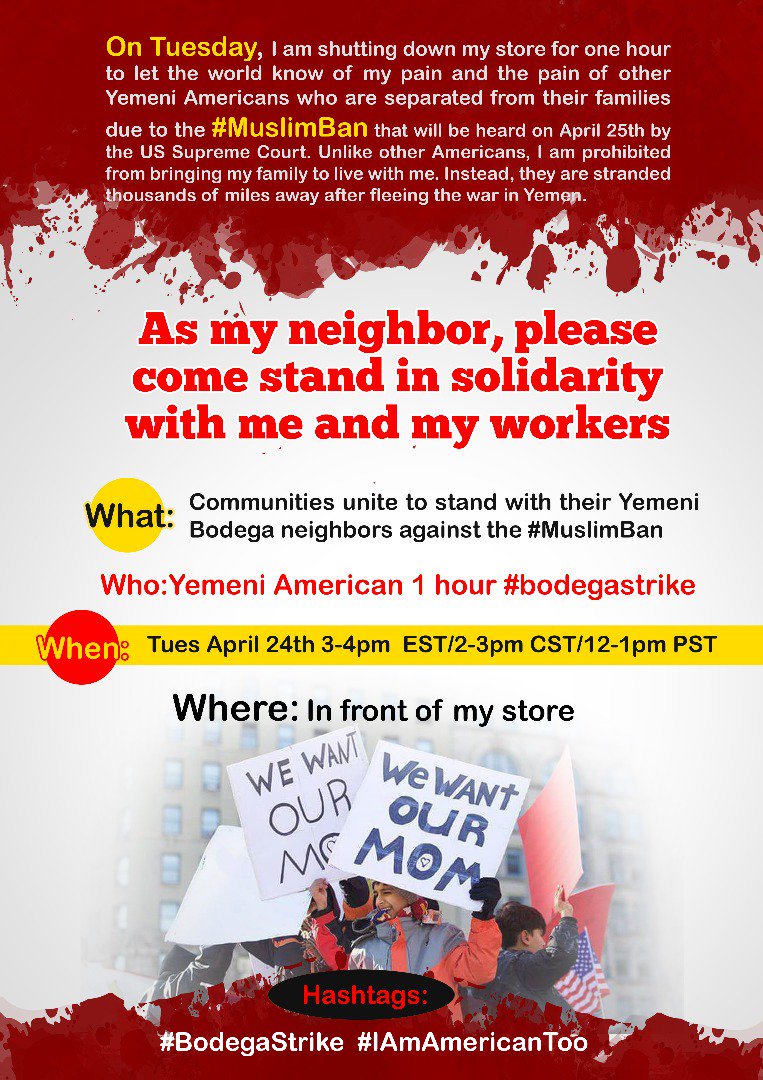 On Tuesday, I am shutting down my store for one hour
to let the world know of my pain and the pain of other
Yemeni Americans who are separated from their families
due to the #MuslimBan that will be heard on April 25th by
the US Supreme Court. Unlike other Americans, I am prohibited
from bringing my family to live with me. Instead, they are stranded
thousands of miles away after fleeing the war in Yemen.
As my neighbor, please
come stand in solidarity
with me and my workers
What: Communities unite to stand with their Yemeni
Bodega neighbors against the #MuslimBan
Who:Yemeni American 1 hour #bodegastrike
When: Tues April 24th 3-4pm EST/2-3pm CST/12-1pm PST
Where: In front of my store
WE WANT
OUR
WE WANT
OUR
MOM
Hashtags:
#BodegaStrike #IAmAmericanToo